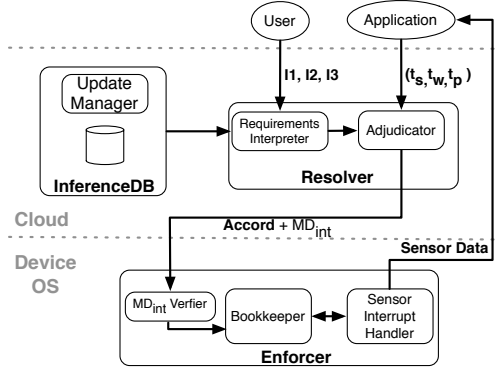 User
Application
I1, I2, I3
(ts,tw,tp )
Update
Manager
InferenceDB
Requirements
Interpreter
Adjudicator
Resolver
Cloud
Accord + MDint
Sensor Data
Device
OS
MDint Verfier
Bookkeeper
Sensor
Interrupt
Handler
Enforcer